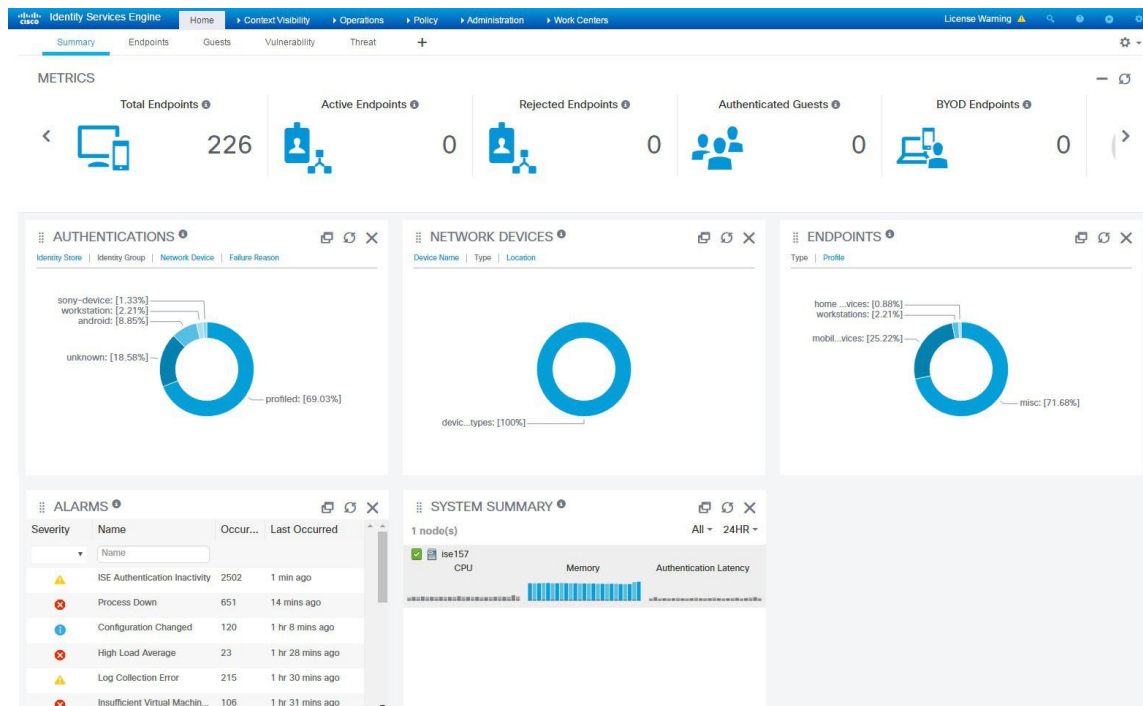 cisco Identity Services Engine Home Context Visibility Operations Policy Administration Work Centers License Warning
Summary Endpoints Guests Vulnerability Threat +
METRICS
Total Endpoints Active Endpoints Rejected Endpoints Authenticated Guests BYOD Endpoints
226 0 0 0 0
AUTHENTICATIONS
Identity Store | Identity Group | Network Device | Failure Reason
sony-device: [1.33%]
workstation: [2.21%]
android: [8.85%]
unknown: [18.58%]
profiled: [69.03%]
NETWORK DEVICES
Device Name | Type | Location
devic...types: [100%]
ENDPOINTS
Type | Profile
home ...vices: [0.88%]
workstations: [2.21%]
mobil...vices: [25.22%]
misc: [71.68%]
ALARMS
Severity Name Occur... Last Occurred
Name
ISE Authentication Inactivity 2502 1 min ago
Process Down 651 14 mins ago
Configuration Changed 120 1 hr 8 mins ago
High Load Average 23 1 hr 28 mins ago
Log Collection Error 215 1 hr 30 mins ago
Insufficient Virtual Machin... 106 1 hr 31 mins ago
SYSTEM SUMMARY
1 node(s) All 24HR
ise157
CPU Memory Authentication Latency